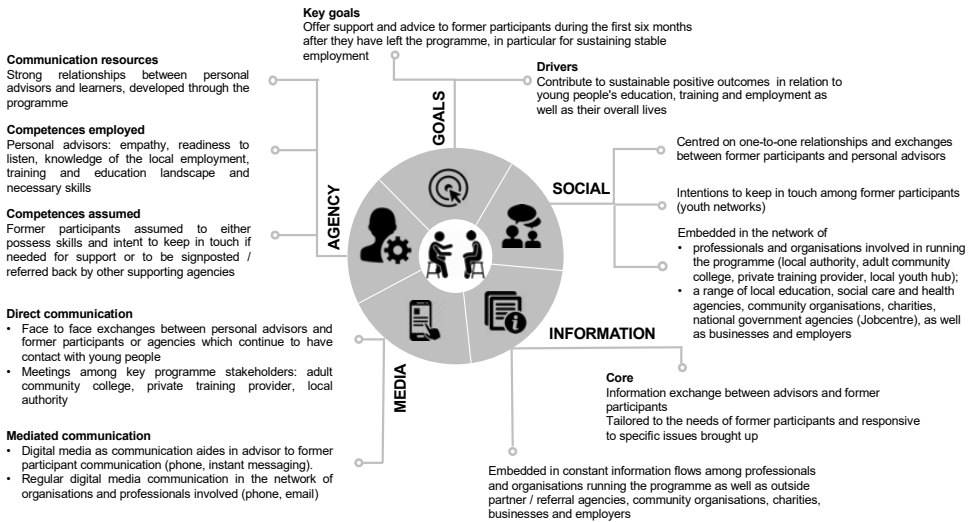 Key goals
Offer support and advice to former participants during the first six months
after they have left the programme, in particular for sustaining stable
employment
Drivers
Contribute to sustainable positive outcomes in relation to
young people's education, training and employment as
well as their overall lives
GOALS
Communication resources
Strong relationships between personal
advisors and learners, developed through the
programme
Competences employed
Personal advisors: empathy, readiness to
listen, knowledge of the local employment,
training and education landscape and
necessary skills
Competences assumed
Former participants assumed to either
possess skills and intent to keep in touch if
needed for support or to be signposted /
referred back by other supporting agencies
AGENCY
SOCIAL
Centred on one-to-one relationships and exchanges
between former participants and personal advisors
Intentions to keep in touch among former participants
(youth networks)
Embedded in the network of
• professionals and organisations involved in running
the programme (local authority, adult community
college, private training provider, local youth hub);
• a range of local education, social care and health
agencies, community organisations, charities,
national government agencies (Jobcentre), as well
as businesses and employers
Direct communication
• Face to face exchanges between personal advisors and
former participants or agencies which continue to have
contact with young people
• Meetings among key programme stakeholders: adult
community college, private training provider, local
authority
Mediated communication
• Digital media as communication aides in advisor to former
participant communication (phone, instant messaging).
• Regular digital media communication in the network of
organisations and professionals involved (phone, email)
MEDIA
INFORMATION
Core
Information exchange between advisors and former
participants
Tailored to the needs of former participants and responsive
to specific issues brought up
Embedded in constant information flows among professionals
and organisations running the programme as well as outside
partner / referral agencies, community organisations, charities,
businesses and employers